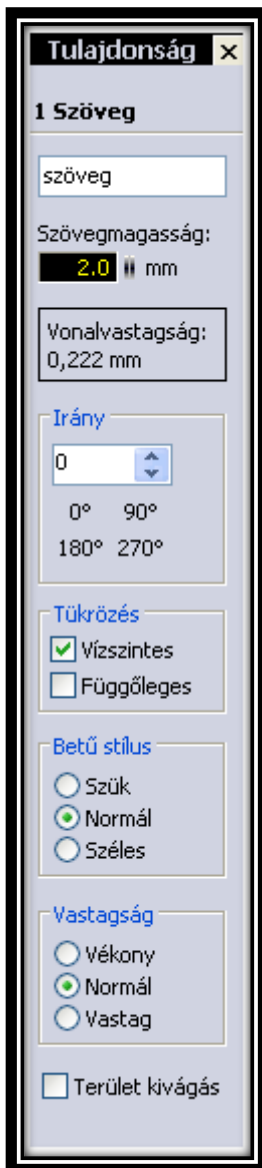 Tulajdonság
1 Szöveg
szöveg
Szövegmagasság:
2.0 mm
Vonalvastagság:
0,222 mm
Irány
0
0° 90°
180° 270°
Tükrözés
Vízszintes
Függőleges
Betű stílus
Szük
Normál
Széles
Vastagság
Vékony
Normál
Vastag
Terület kivágás